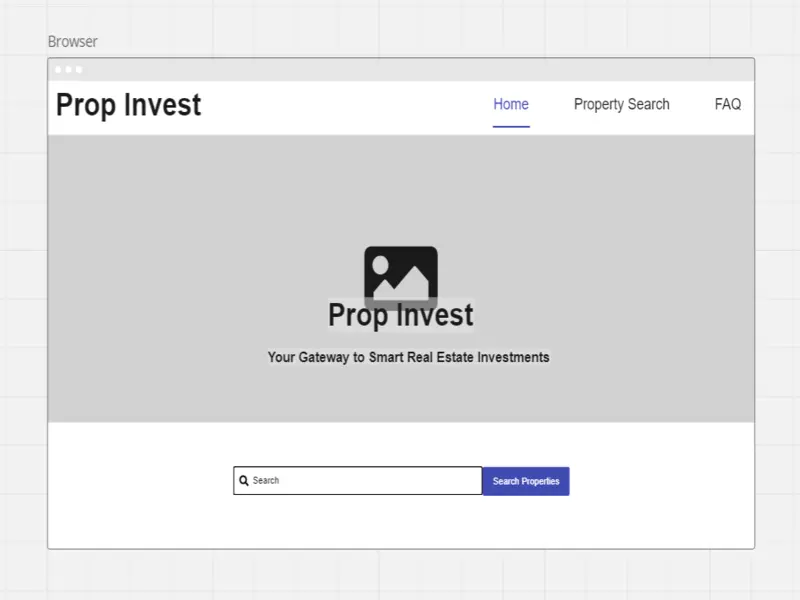 Browser
Prop Invest
Home
Property Search
FAQ
Prop Invest
Your Gateway to Smart Real Estate Investments
Search
Search Properties